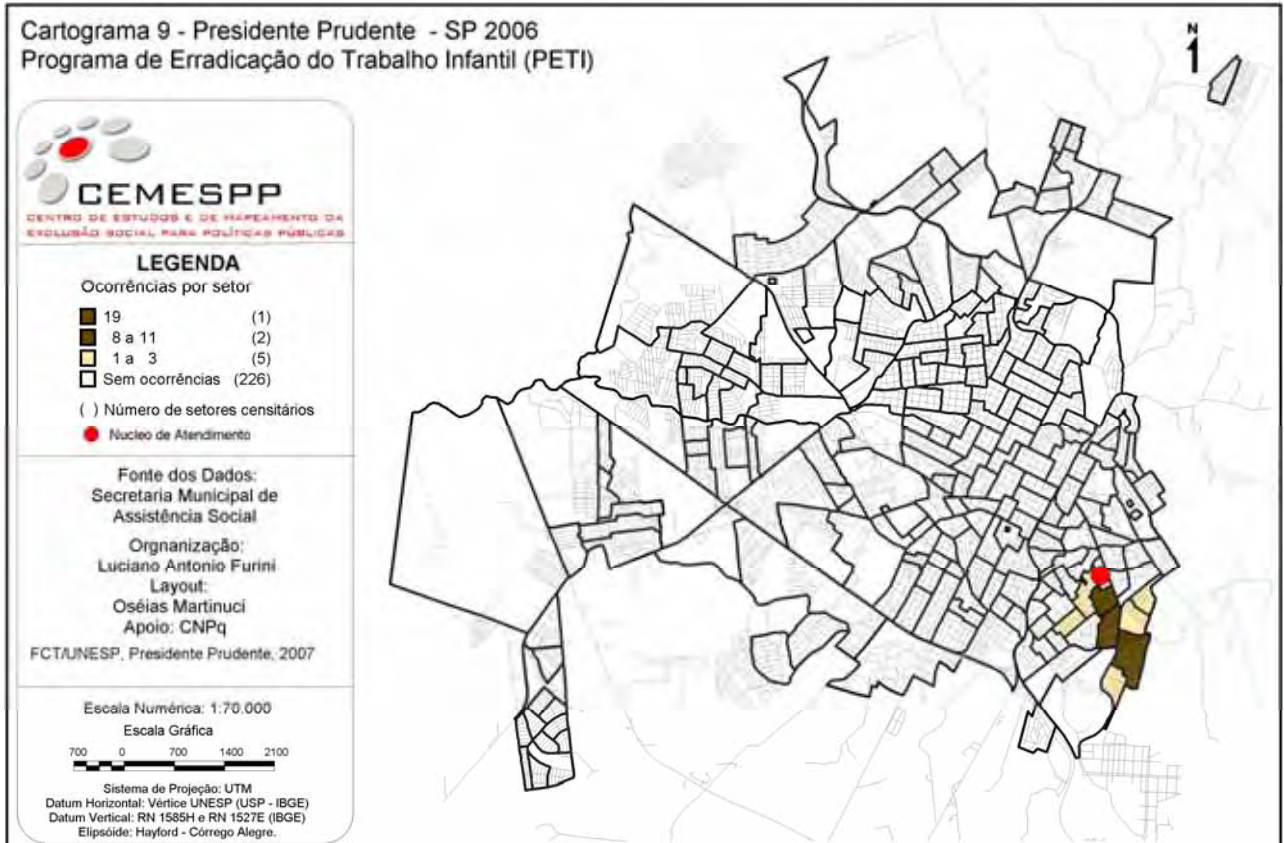 Cartograma 9 - Presidente Prudente - SP 2006
Programa de Erradicação do Trabalho Infantil (PETI)
N
CEMESPP
CENTRO DE ESTUDOS E DE MAPEAMENTO DA
EXCLUSÃO SOCIAL PARA POLÍTICAS PÚBLICAS
LEGENDA
Ocorrências por setor
19 (1)
8 a 11 (2)
1 a 3 (5)
Sem ocorrências (226)
( ) Número de setores censitários
Nucleo de Atendimento
Fonte dos Dados:
Secretaria Municipal de
Assistência Social
Orgnanização:
Luciano Antonio Furini
Layout:
Oséias Martinuci
Apoio: CNPq
FCT/UNESP, Presidente Prudente, 2007
Escala Numérica: 1:70.000
Escala Gráfica
700 0 700 1400 2100
Sistema de Projeção: UTM
Datum Horizontal: Vértice UNESP (USP - IBGE)
Datum Vertical: RN 1585H e RN 1527E (IBGE)
Elipsóide: Hayford - Córrego Alegre.